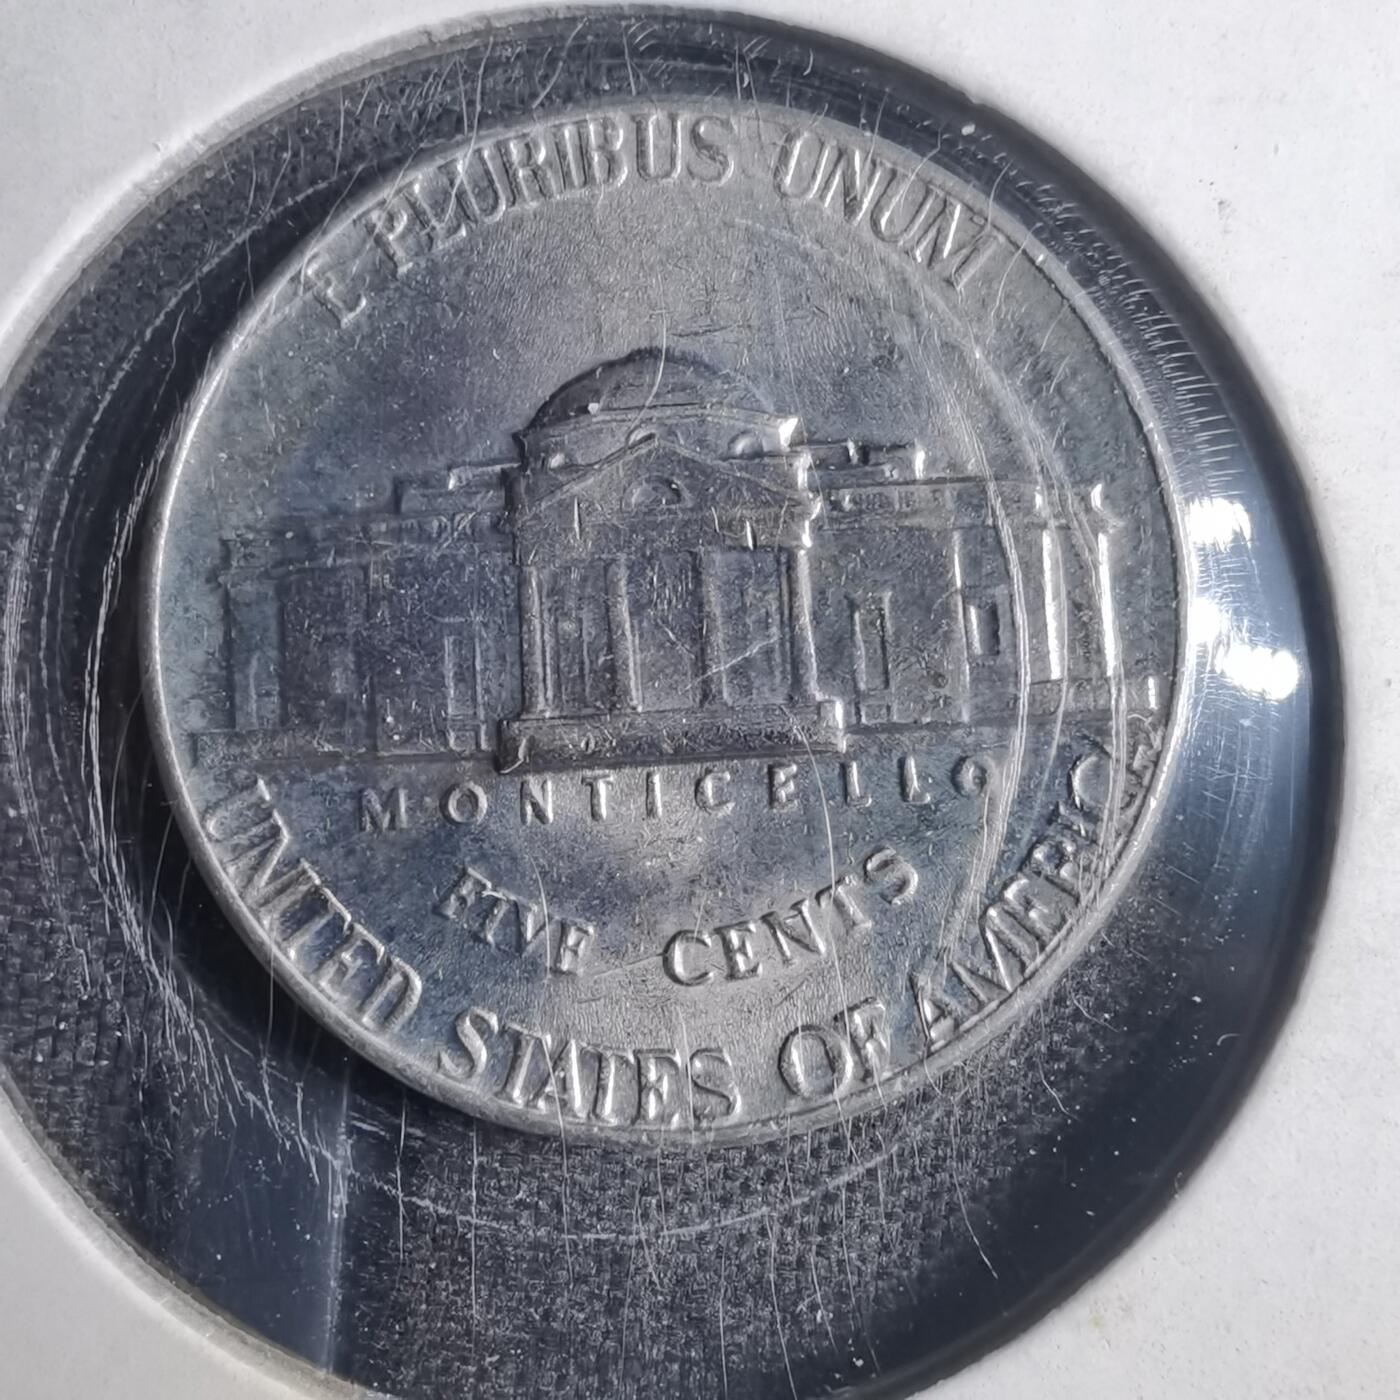 E PLURIBUS UNUM
MONTICELLO
FIVE CENTS
UNITED STATES OF AMERICA